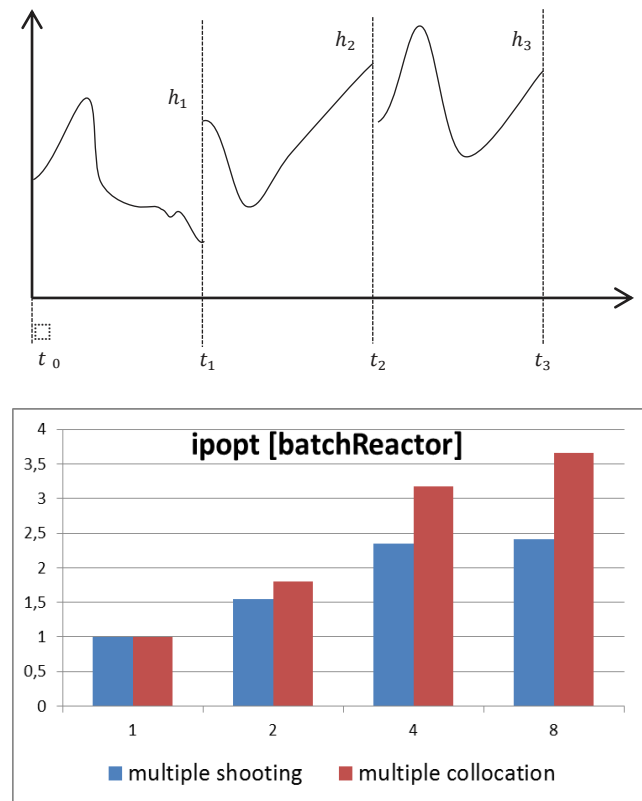 h₁
h₂
h₃
t ₀
t₁
t₂
t₃
ipopt [batchReactor]
4
3,5
3
2,5
2
1,5
1
0,5
0
1 2 4 8
multiple shooting multiple collocation